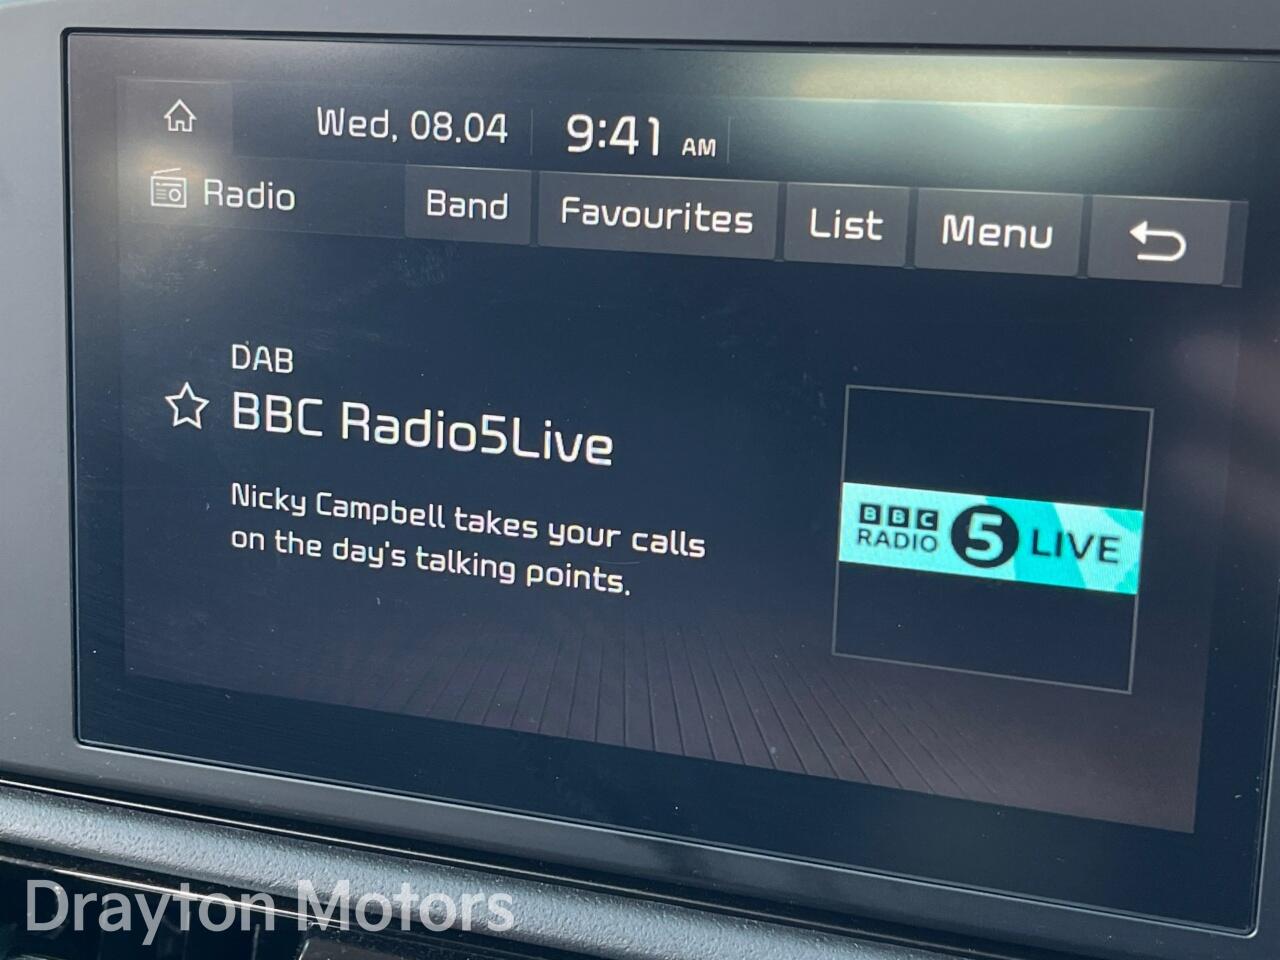 Wed, 08.04 9:41 AM
Radio Band Favourites List Menu
DAB
BBC Radio5Live
Nicky Campbell takes your calls
on the day's talking points.
BBC
RADIO 5 LIVE
Drayton Motors